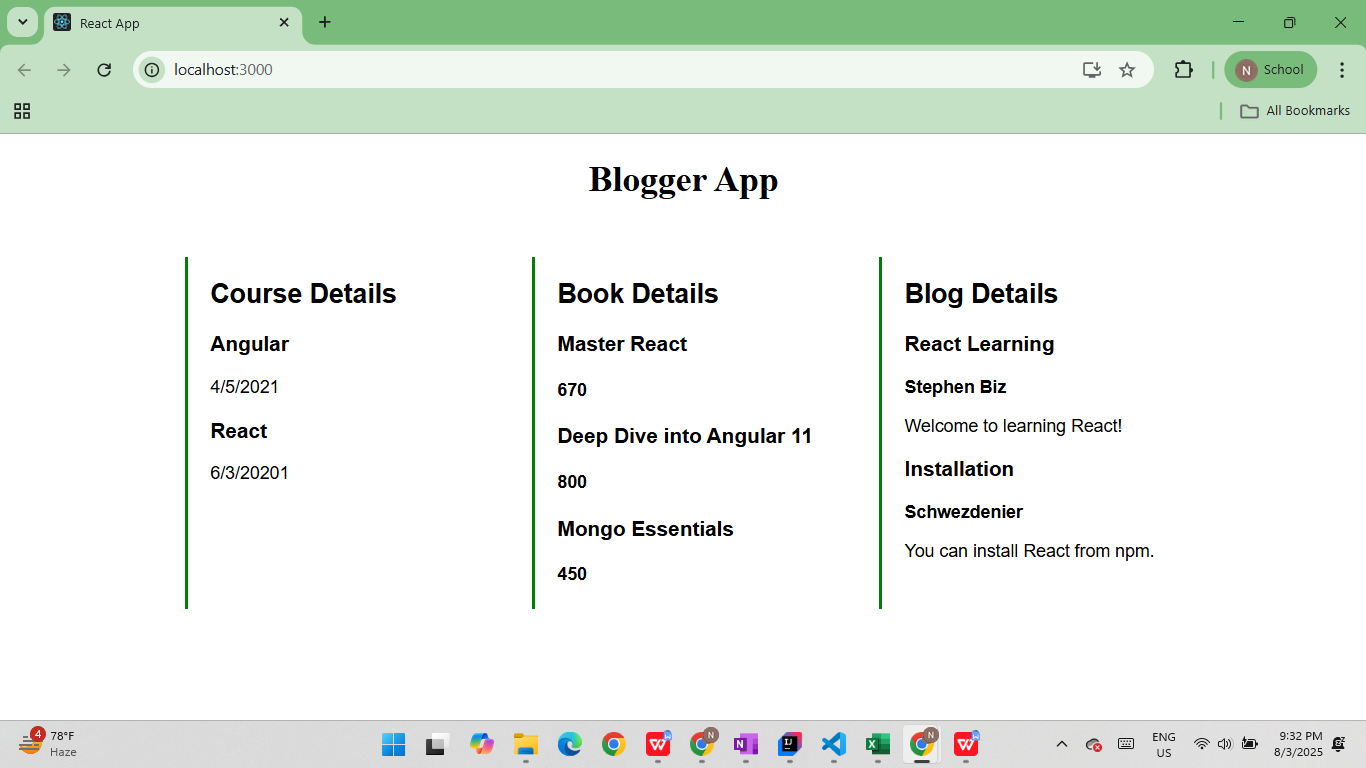 React App
localhost:3000
N School
All Bookmarks
Blogger App
Course Details
Angular
4/5/2021
React
6/3/20201
Book Details
Master React
670
Deep Dive into Angular 11
800
Mongo Essentials
450
Blog Details
React Learning
Stephen Biz
Welcome to learning React!
Installation
Schwezdenier
You can install React from npm.
4
78°F
Haze
N
N
IJ
N
ENG
US
9:32 PM
8/3/2025